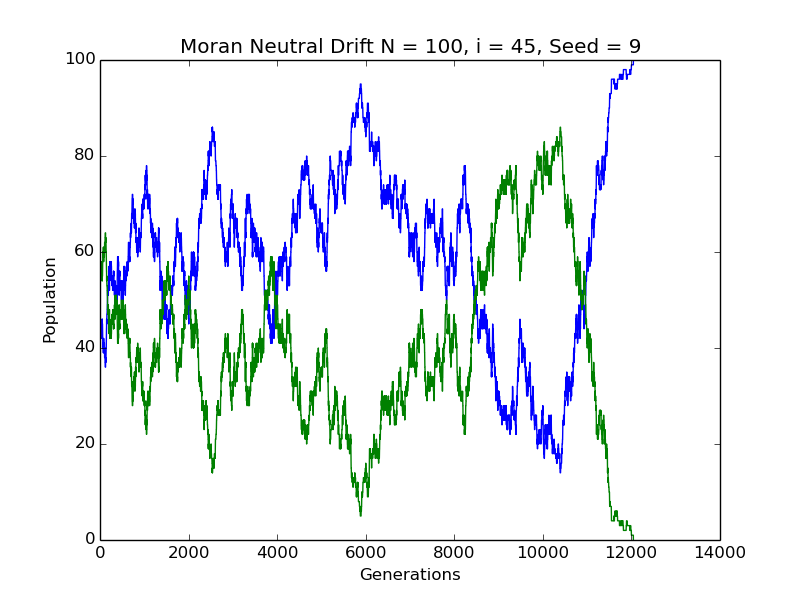 Moran Neutral Drift N = 100, i = 45, Seed = 9
100
80
60
40
20
0
Population
0 2000 4000 6000 8000 10000 12000 14000
Generations